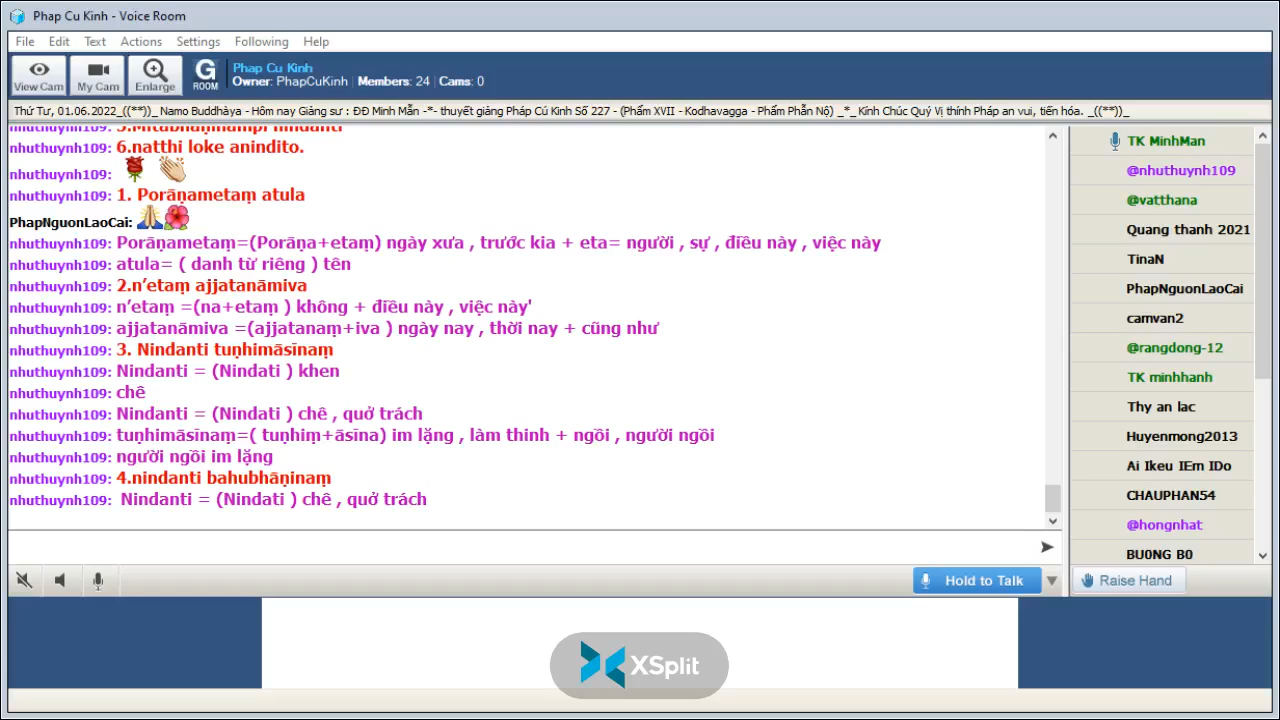 Phap Cu Kinh - Voice Room
File Edit Text Actions Settings Following Help
View Cam My Cam Enlarge G ROOM
Phap Cu Kinh
Owner: PhapCuKinh | Members: 24 | Cams: 0
Thứ Tư, 01.06.2022_((**))_ Namo Buddhàya - Hôm nay Giảng sư : ĐĐ Minh Mẫn -*- thuyết giảng Pháp Cú Kinh Số 227 - (Phẩm XVII - Kodhavagga - Phẩm Phẫn Nộ) _*_ Kính Chúc Quý Vị thính Pháp an vui, tiến hóa. _((**))_
nhuthuynh109: 5.Mitabhāṇinampi nindanti
nhuthuynh109: 6.natthi loke anindito.
nhuthuynh109:
nhuthuynh109: 1. Porāṇametaṃ atula
PhapNguonLaoCai:
nhuthuynh109: Porāṇametaṃ=(Porāṇa+etaṃ) ngày xưa , trước kia + eta= người , sự , điều này , việc này
nhuthuynh109: atula= ( danh từ riêng ) tên
nhuthuynh109: 2.n’etaṃ ajjatanāmiva
nhuthuynh109: n’etaṃ =(na+etaṃ ) không + điều này , việc này'
nhuthuynh109: ajjatanāmiva =(ajjatanaṃ+iva ) ngày nay , thời nay + cũng như
nhuthuynh109: 3. Nindanti tuṇhimāsīnaṃ
nhuthuynh109: Nindanti = (Nindati ) khen
nhuthuynh109: chê
nhuthuynh109: Nindanti = (Nindati ) chê , quở trách
nhuthuynh109: tuṇhimāsīnaṃ=( tuṇhiṃ+āsīna) im lặng , làm thinh + ngồi , người ngồi
nhuthuynh109: người ngồi im lặng
nhuthuynh109: 4.nindanti bahubhāṇinaṃ
nhuthuynh109: Nindanti = (Nindati ) chê , quở trách
TK MinhMan
@nhuthuynh109
@vatthana
Quang thanh 2021
TinaN
PhapNguonLaoCai
camvan2
@rangdong-12
TK minhhanh
Thy an lac
Huyenmong2013
Ai Ikeu IEm IDo
CHAUPHAN54
@hongnhat
BU0NG B0
Hold to Talk
Raise Hand
XSplit